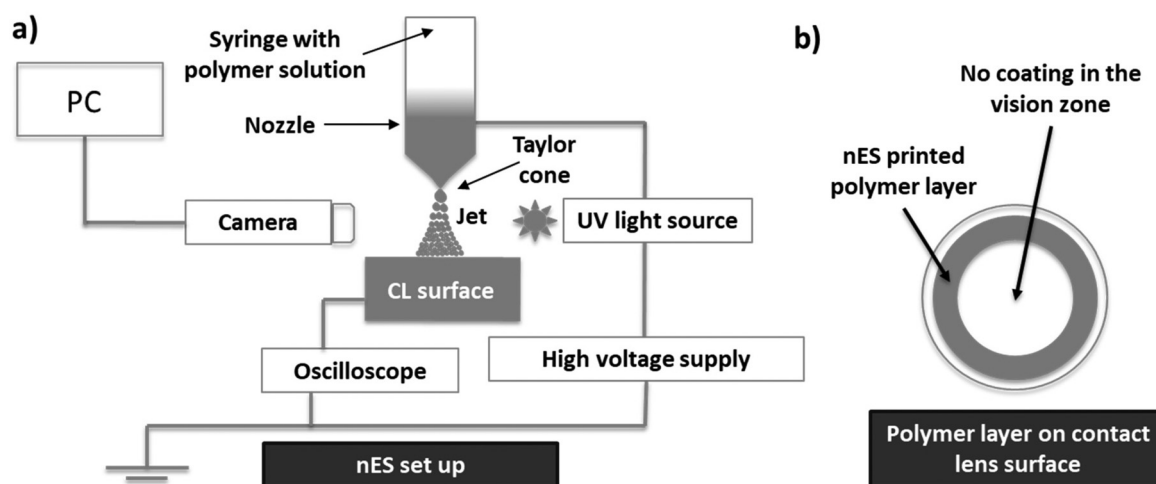 a)
Syringe with
polymer solution
PC
Nozzle
Taylor
cone
Jet
Camera
UV light source
CL surface
Oscilloscope
High voltage supply
nES set up
b)
No coating in the
vision zone
nES printed
polymer layer
Polymer layer on contact
lens surface